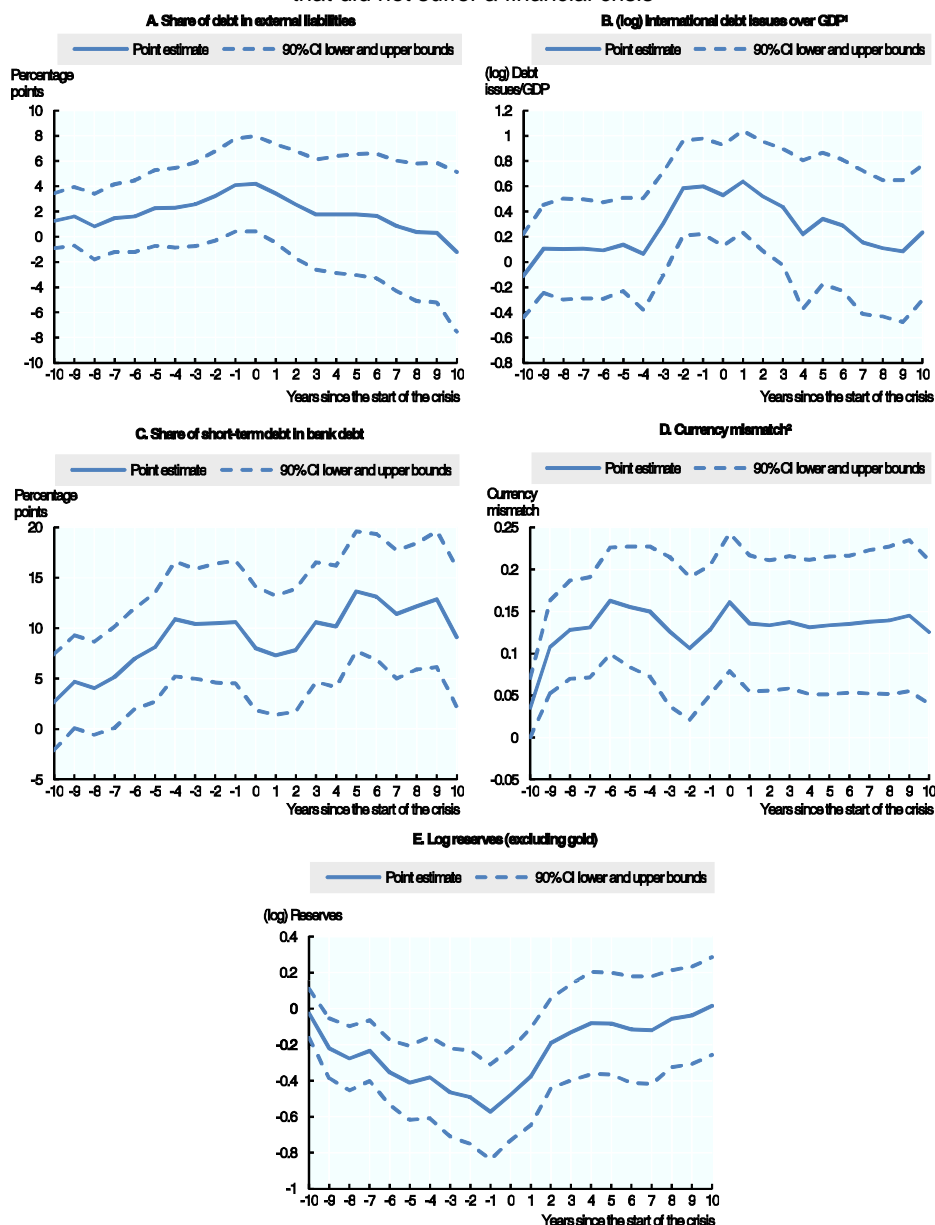 that did not suffer a financial crisis
A. Share of debt in external liabilities
Point estimate 90% CI lower and upper bounds
Percentage
points
10
8
6
4
2
0
-2
-4
-6
-8
-10
-10 -9 -8 -7 -6 -5 -4 -3 -2 -1 0 1 2 3 4 5 6 7 8 9 10
Years since the start of the crisis
B. (log) International debt issues over GDP¹
Point estimate 90% CI lower and upper bounds
(log) Debt
issues/GDP
1.2
1
0.8
0.6
0.4
0.2
0
-0.2
-0.4
-0.6
-0.8
-10 -9 -8 -7 -6 -5 -4 -3 -2 -1 0 1 2 3 4 5 6 7 8 9 10
Years since the start of the crisis
C. Share of short-term debt in bank debt
Point estimate 90% CI lower and upper bounds
Percentage
points
20
15
10
5
0
-5
-10 -9 -8 -7 -6 -5 -4 -3 -2 -1 0 1 2 3 4 5 6 7 8 9 10
Years since the start of the crisis
D. Currency mismatch²
Point estimate 90% CI lower and upper bounds
Currency
mismatch
0.25
0.2
0.15
0.1
0.05
0
-0.05
-10 -9 -8 -7 -6 -5 -4 -3 -2 -1 0 1 2 3 4 5 6 7 8 9 10
Years since the start of the crisis
E. Log reserves (excluding gold)
Point estimate 90% CI lower and upper bounds
(log) Reserves
0.4
0.2
0
-0.2
-0.4
-0.6
-0.8
-1
-10 -9 -8 -7 -6 -5 -4 -3 -2 -1 0 1 2 3 4 5 6 7 8 9 10
Years since the start of the crisis